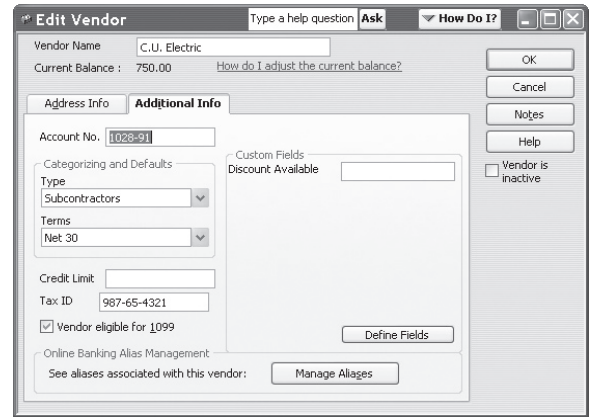 Edit Vendor
Type a help question Ask
How Do I?
Vendor Name C.U. Electric
Current Balance : 750.00 How do I adjust the current balance?
OK
Cancel
Notes
Help
Vendor is
inactive
Address Info Additional Info
Account No. 1028-91
Categorizing and Defaults
Type
Subcontractors
Terms
Net 30
Credit Limit
Tax ID 987-65-4321
Vendor eligible for 1099
Custom Fields
Discount Available
Define Fields
Online Banking Alias Management
See aliases associated with this vendor: Manage Aliases